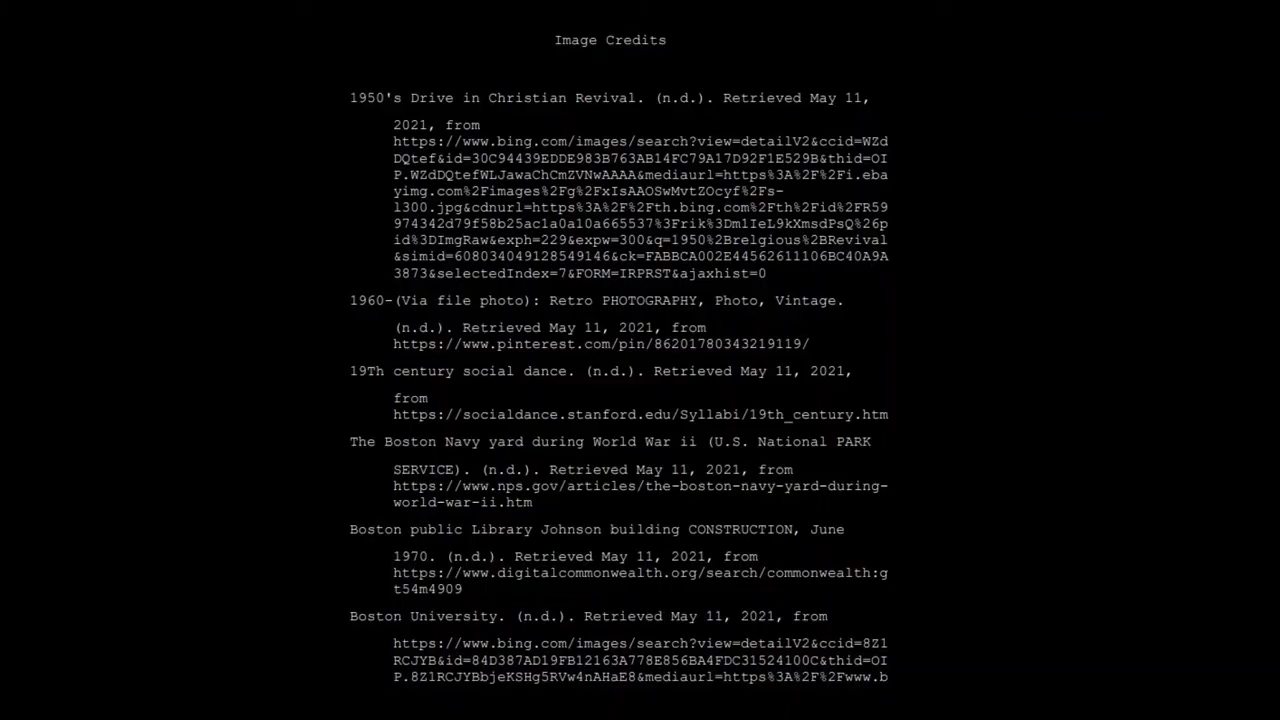 Image Credits
1950's Drive in Christian Revival. (n.d.). Retrieved May 11,
2021, from
https://www.bing.com/images/search?view=detailV2&ccid=WZd
DQtef&id=30C94439EDDE983B763AB14FC79A17D92F1E529B&thid=OI
P.WZdDQtefWLJawaChCmZVNwAAAA&mediaurl=https%3A%2F%2Fi.eba
yimg.com%2Fimages%2Fg%2FxIsAAOSwMvtZOcyf%2Fs-
l300.jpg&cdnurl=https%3A%2F%2Fth.bing.com%2Fth%2Fid%2FR59
974342d79f58b25ac1a0a10a665537%3Frik%3Dm1IeL9kXmsdPsQ%26p
id%3DImgRaw&exph=229&expw=300&q=1950%2Brelgious%2BRevival
&simid=608034049128549146&ck=FABBCA002E44562611106BC40A9A
3873&selectedIndex=7&FORM=IRPRST&ajaxhist=0
1960-(Via file photo): Retro PHOTOGRAPHY, Photo, Vintage.
(n.d.). Retrieved May 11, 2021, from
https://www.pinterest.com/pin/86201780343219119/
19Th century social dance. (n.d.). Retrieved May 11, 2021,
from
https://socialdance.stanford.edu/Syllabi/19th_century.htm
The Boston Navy yard during World War ii (U.S. National PARK
SERVICE). (n.d.). Retrieved May 11, 2021, from
https://www.nps.gov/articles/the-boston-navy-yard-during-
world-war-ii.htm
Boston public Library Johnson building CONSTRUCTION, June
1970. (n.d.). Retrieved May 11, 2021, from
https://www.digitalcommonwealth.org/search/commonwealth:g
t54m4909
Boston University. (n.d.). Retrieved May 11, 2021, from
https://www.bing.com/images/search?view=detailV2&ccid=8Z1
RCJYB&id=84D387AD19FB12163A778E856BA4FDC31524100C&thid=OI
P.8Z1RCJYBbjeKSHg5RVw4nAHaE8&mediaurl=https%3A%2F%2Fwww.b